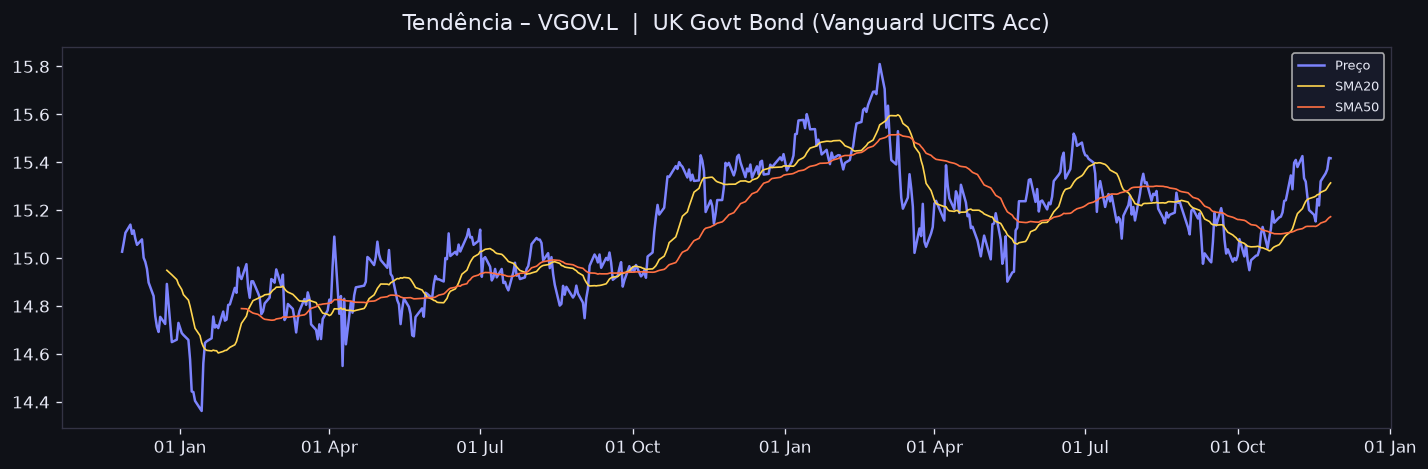 Tendência – VGOV.L | UK Govt Bond (Vanguard UCITS Acc)
Preço
SMA20
SMA50
15.8
15.6
15.4
15.2
15.0
14.8
14.6
14.4
01 Jan
01 Apr
01 Jul
01 Oct
01 Jan
01 Apr
01 Jul
01 Oct
01 Jan